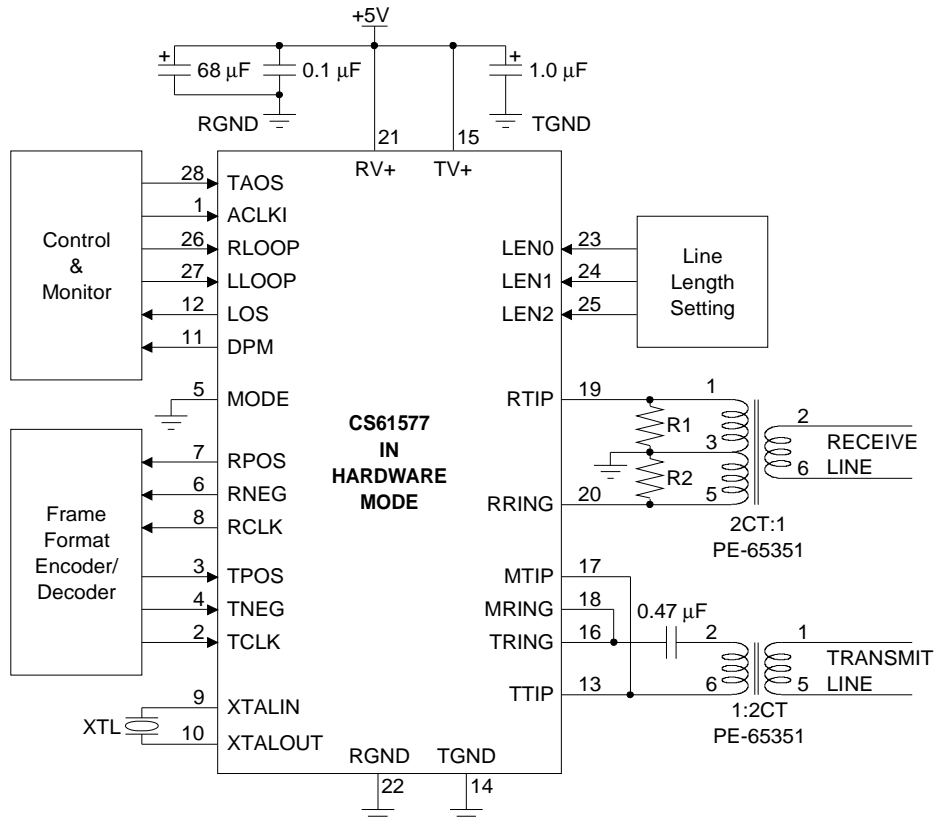 +5V
+
68 µF
0.1 µF
+
1.0 µF
RGND
TGND
21
15
RV+
TV+
Control
&
Monitor
28
TAOS
1
ACLKI
26
RLOOP
27
LLOOP
12
LOS
11
DPM
5
MODE
Frame
Format
Encoder/
Decoder
7
RPOS
6
RNEG
8
RCLK
3
TPOS
4
TNEG
2
TCLK
XTL
9
XTALIN
10
XTALOUT
CS61577
IN
HARDWARE
MODE
RGND
TGND
22
14
LEN0
23
LEN1
24
LEN2
25
Line
Length
Setting
RTIP
19
R1
R2
RRING
20
1
3
5
2
6
RECEIVE
LINE
2CT:1
PE-65351
MTIP
17
MRING
18
TRING
16
0.47 µF
TTIP
13
2
6
1
5
TRANSMIT
LINE
1:2CT
PE-65351